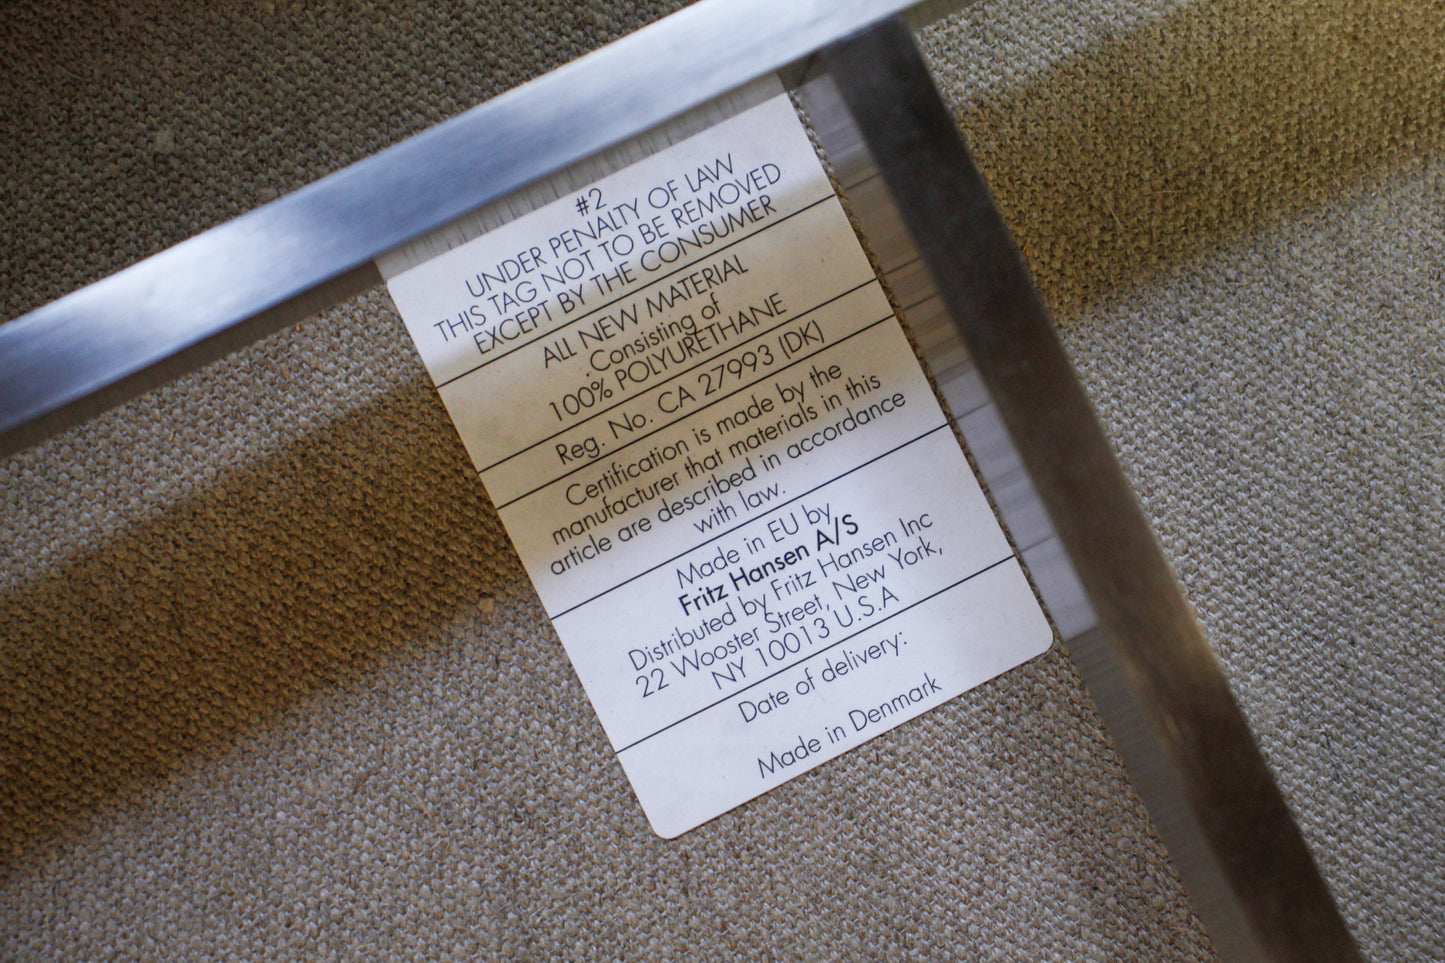 #2
UNDER PENALTY OF LAW
THIS TAG NOT TO BE REMOVED
EXCEPT BY THE CONSUMER
ALL NEW MATERIAL
Consisting of
100% POLYURETHANE
Reg. No. CA 27993 (DK)
Certification is made by the
manufacturer that materials in this
article are described in accordance
with law.
Made in EU by
Fritz Hansen A/S
Distributed by Fritz Hansen Inc
22 Wooster Street, New York,
NY 10013 U.S.A
Date of delivery:
Made in Denmark